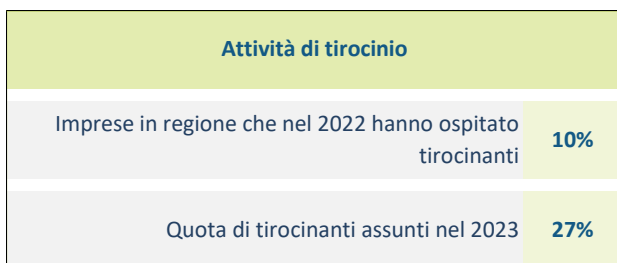 Attività di tirocinio
Imprese in regione che nel 2022 hanno ospitato
tirocinanti
10%
Quota di tirocinanti assunti nel 2023
27%